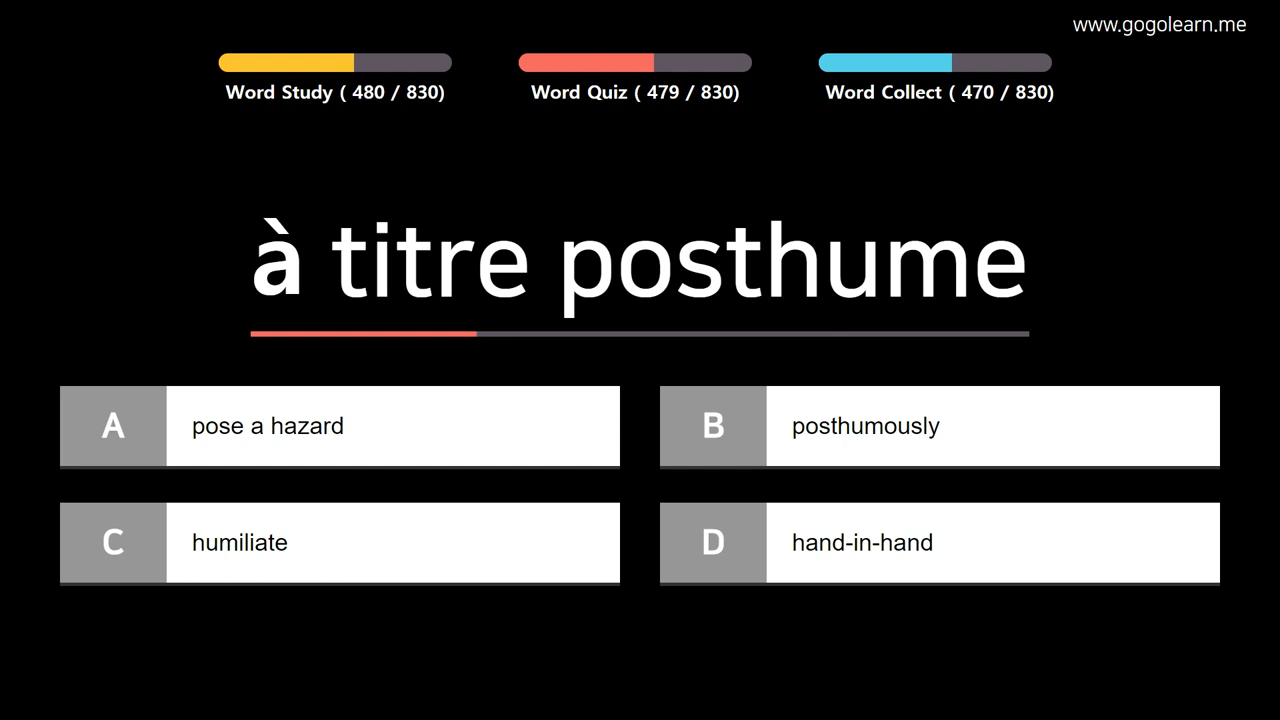 www.gogolearn.me
Word Study ( 480 / 830)
Word Quiz ( 479 / 830)
Word Collect ( 470 / 830)
à titre posthume
A pose a hazard
B posthumously
C humiliate
D hand-in-hand